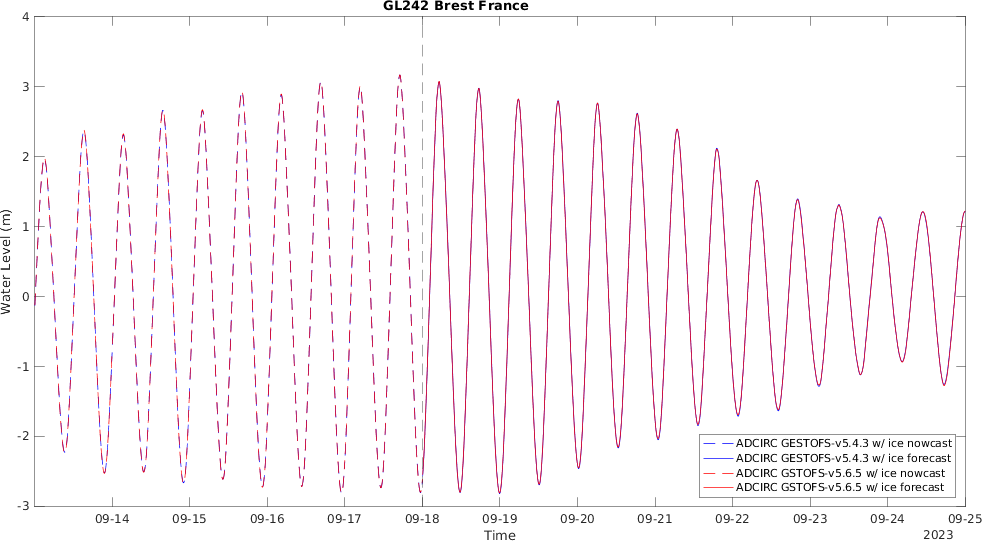 GL242 Brest France
4
3
2
1
0
-1
-2
-3
Water Level (m)
ADCIRC GESTOFS-v5.4.3 w/ ice nowcast
ADCIRC GESTOFS-v5.4.3 w/ ice forecast
ADCIRC GSTOFS-v5.6.5 w/ ice nowcast
ADCIRC GSTOFS-v5.6.5 w/ ice forecast
09-14 09-15 09-16 09-17 09-18 09-19 09-20 09-21 09-22 09-23 09-24 09-25
Time
2023